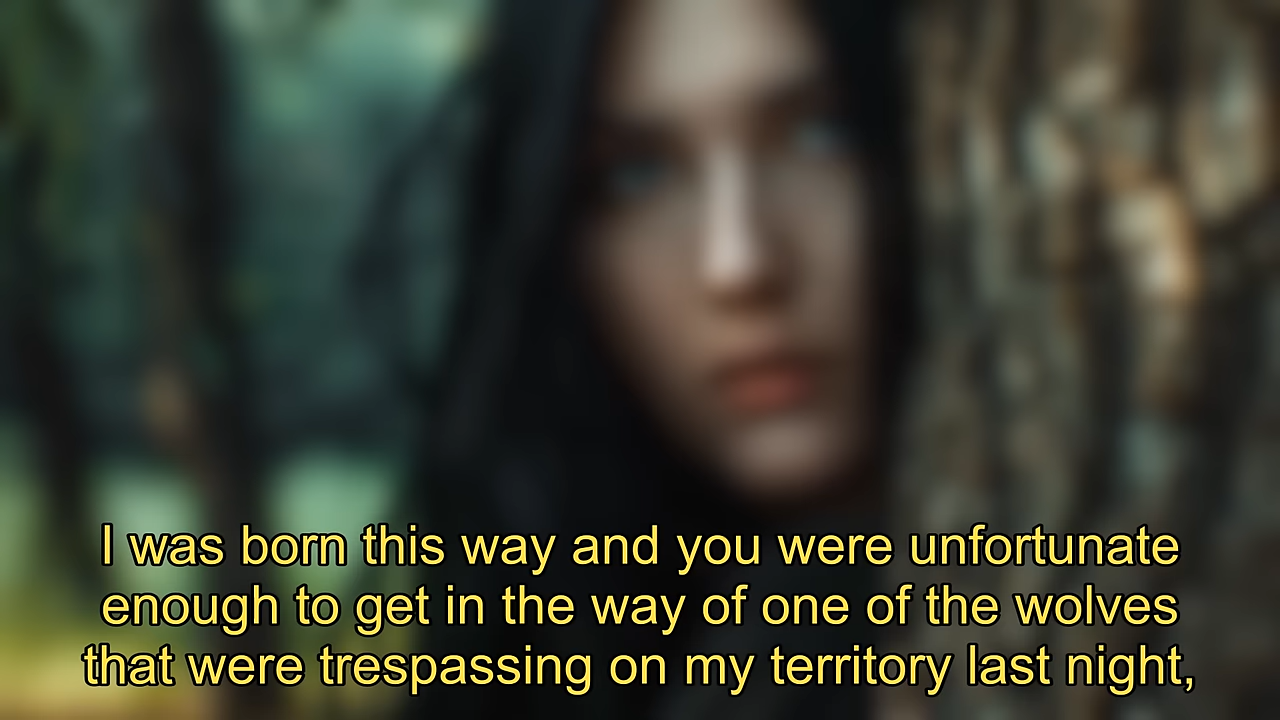 I was born this way and you were unfortunate
enough to get in the way of one of the wolves
that were trespassing on my territory last night,